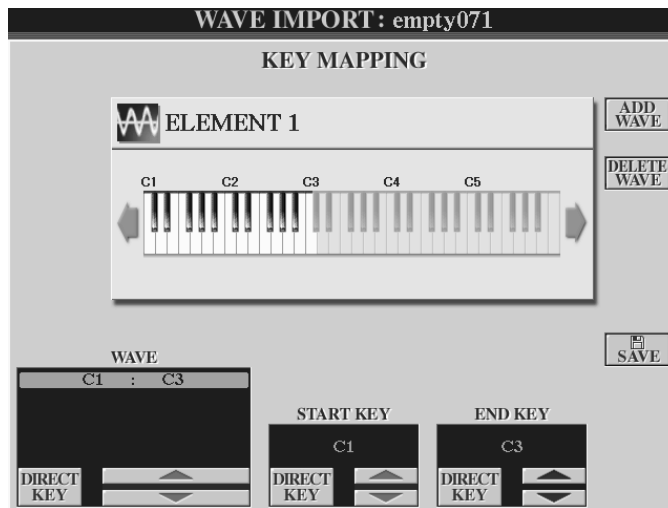 WAVE IMPORT: empty071
KEY MAPPING
ELEMENT 1
ADD
WAVE
DELETE
WAVE
C1 C2 C3 C4 C5
SAVE
WAVE
C1 : C3
DIRECT
KEY
START KEY
C1
DIRECT
KEY
END KEY
C3
DIRECT
KEY